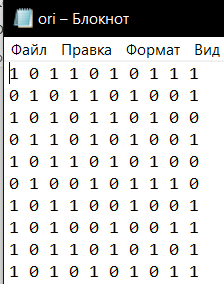 ori – Блокнот
Файл Правка Формат Вид
1 0 1 1 0 1 0 1 1 1
0 1 0 1 1 0 1 0 0 1
1 0 1 0 1 1 0 1 0 0
0 1 1 0 1 0 1 0 0 1
1 0 1 1 0 1 0 1 0 0
0 1 0 0 1 0 1 1 1 0
1 0 1 1 0 0 1 0 0 1
1 0 1 0 0 1 0 0 1 1
1 0 1 1 0 1 0 1 0 1
1 0 1 0 1 0 1 0 1 1